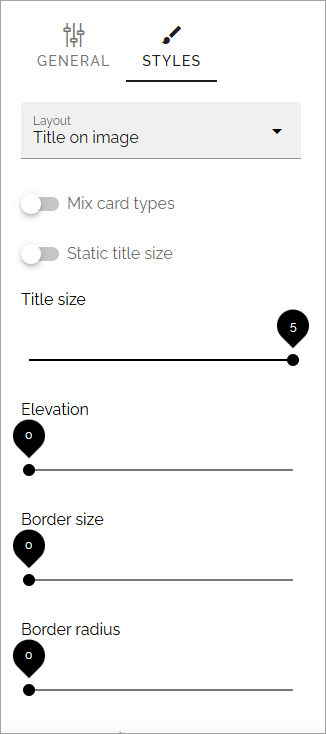 GENERAL
STYLES
Layout
Title on image
Mix card types
Static title size
Title size
5
Elevation
0
Border size
0
Border radius
0